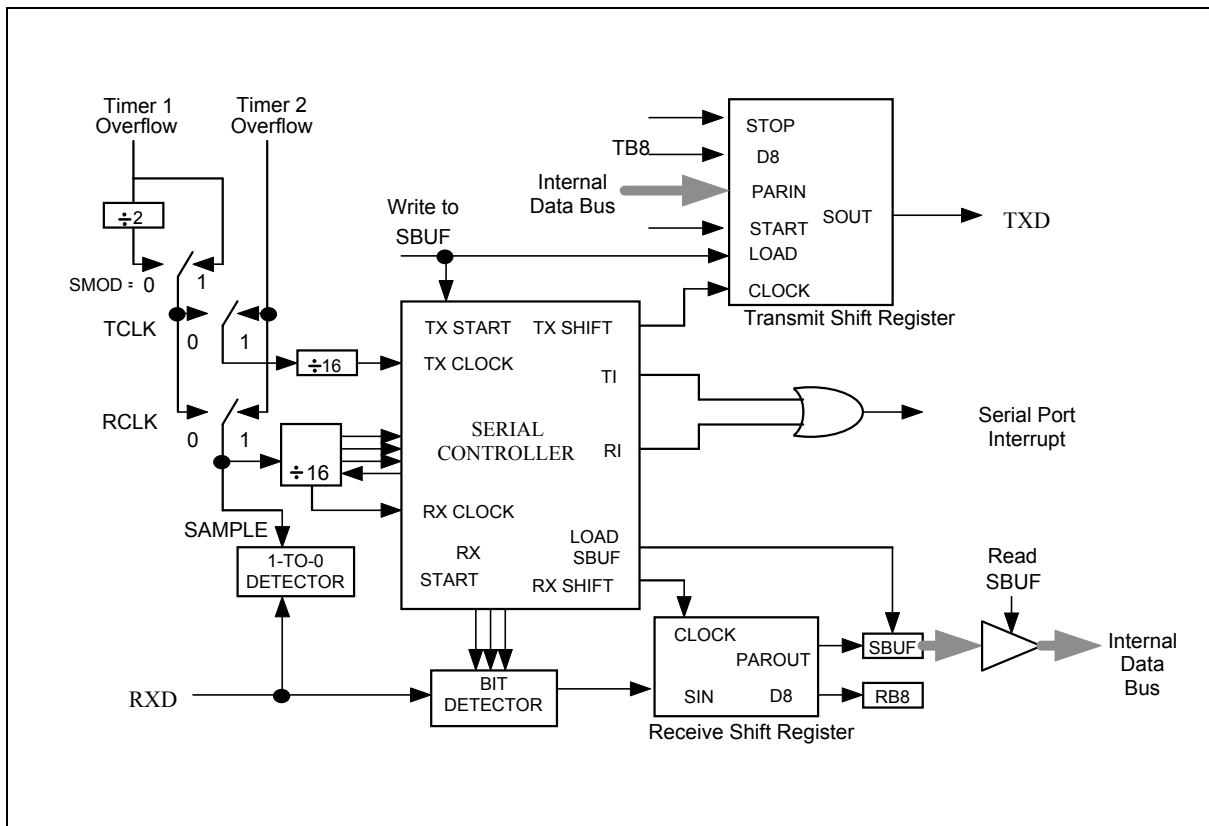 Timer 1
Overflow
Timer 2
Overflow
÷2
SMOD = 0
1
TCLK
0
1
÷16
RCLK
0
1
÷16
SAMPLE
1-TO-0
DETECTOR
RXD
Write to
SBUF
TX START
TX SHIFT
TX CLOCK
TI
SERIAL
CONTROLLER
RI
RX CLOCK
LOAD
SBUF
RX
START
RX SHIFT
BIT
DETECTOR
TB8
Internal
Data Bus
STOP
D8
PARIN
SOUT
START
LOAD
CLOCK
Transmit Shift Register
TXD
Serial Port
Interrupt
CLOCK
PAROUT
SIN
D8
Receive Shift Register
SBUF
RB8
Read
SBUF
Internal
Data
Bus